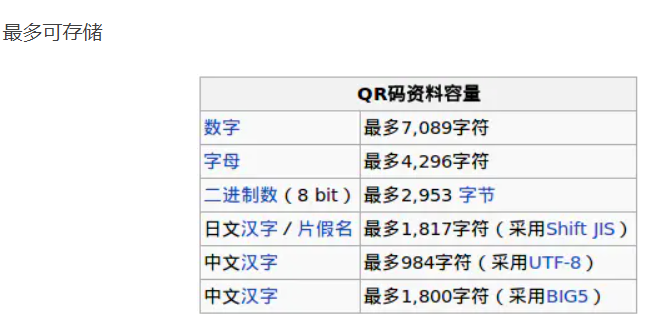 最多可存储
QR码资料容量
数字 最多7,089字符
字母 最多4,296字符
二进制数（8 bit） 最多2,953 字节
日文汉字 / 片假名 最多1,817字符（采用Shift JIS）
中文汉字 最多984字符（采用UTF-8）
中文汉字 最多1,800字符（采用BIG5）